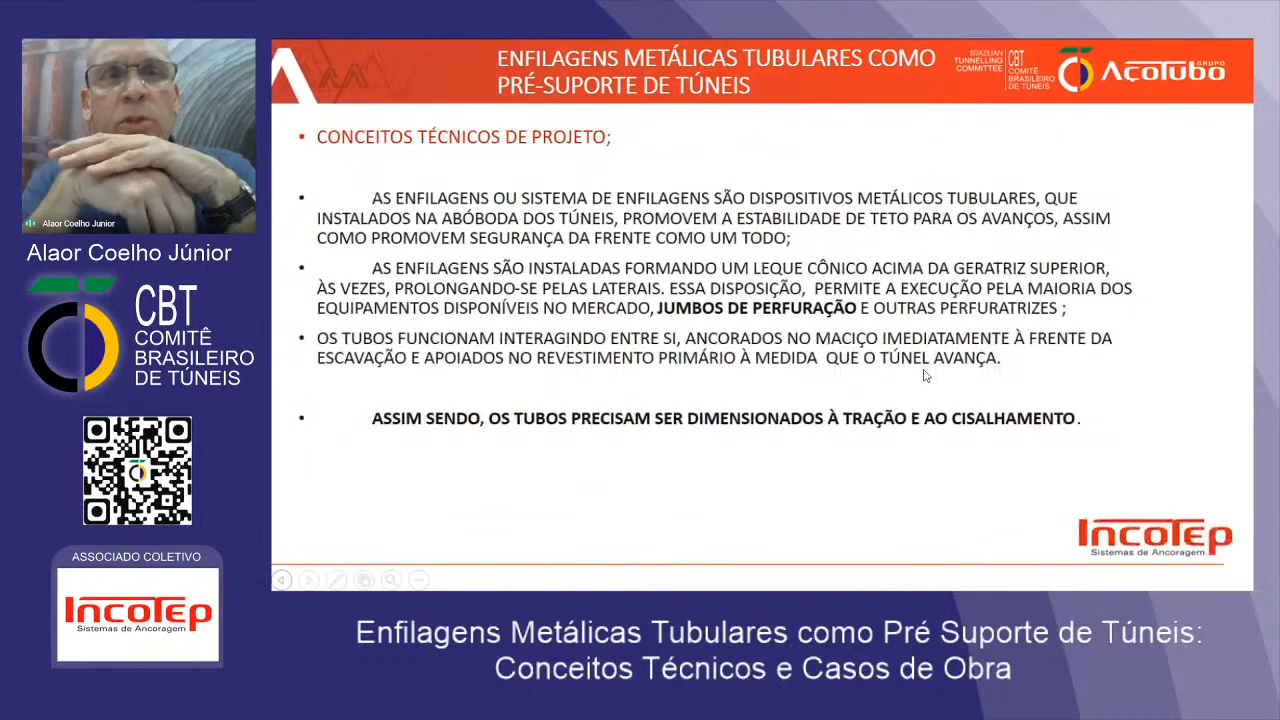 ENFILAGENS METÁLICAS TUBULARES COMO
PRÉ-SUPORTE DE TÚNEIS
BRAZILIAN
TUNNELLING
COMMITTEE
CBT
COMITÊ
BRASILEIRO
DE TÚNEIS
GRUPO
AÇOTUBO
• CONCEITOS TÉCNICOS DE PROJETO;
• AS ENFILAGENS OU SISTEMA DE ENFILAGENS SÃO DISPOSITIVOS METÁLICOS TUBULARES, QUE
INSTALADOS NA ABÓBODA DOS TÚNEIS, PROMOVEM A ESTABILIDADE DE TETO PARA OS AVANÇOS, ASSIM
COMO PROMOVEM SEGURANÇA DA FRENTE COMO UM TODO;
• AS ENFILAGENS SÃO INSTALADAS FORMANDO UM LEQUE CÔNICO ACIMA DA GERATRIZ SUPERIOR,
ÀS VEZES, PROLONGANDO-SE PELAS LATERAIS. ESSA DISPOSIÇÃO, PERMITE A EXECUÇÃO PELA MAIORIA DOS
EQUIPAMENTOS DISPONÍVEIS NO MERCADO, JUMBOS DE PERFURAÇÃO E OUTRAS PERFURATRIZES ;
• OS TUBOS FUNCIONAM INTERAGINDO ENTRE SI, ANCORADOS NO MACIÇO IMEDIATAMENTE À FRENTE DA
ESCAVAÇÃO E APOIADOS NO REVESTIMENTO PRIMÁRIO À MEDIDA QUE O TÚNEL AVANÇA.
• ASSIM SENDO, OS TUBOS PRECISAM SER DIMENSIONADOS À TRAÇÃO E AO CISALHAMENTO.
INCOTEP
Sistemas de Ancoragem
Alaor Coelho Junior
Alaor Coelho Júnior
CBT
COMITÊ
BRASILEIRO
DE TÚNEIS
ASSOCIADO COLETIVO
INCOTEP
Sistemas de Ancoragem
Enfilagens Metálicas Tubulares como Pré Suporte de Túneis:
Conceitos Técnicos e Casos de Obra